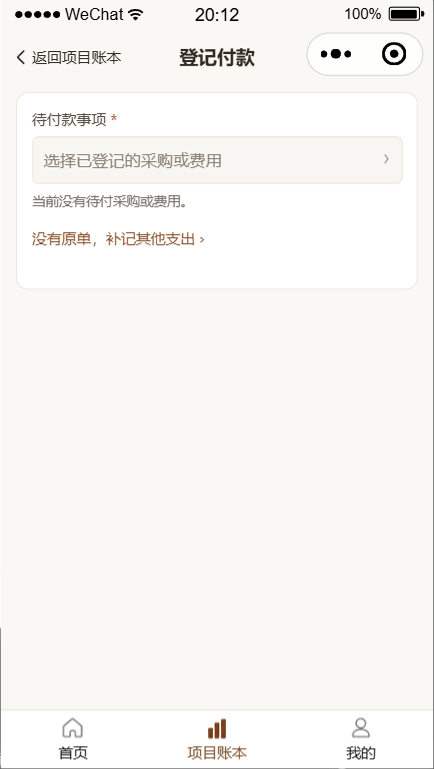 WeChat 20:12 100%
返回项目账本 登记付款
待付款事项 *
选择已登记的采购或费用 ›
当前没有待付采购或费用。
没有原单，补记其他支出 ›
首页 项目账本 我的